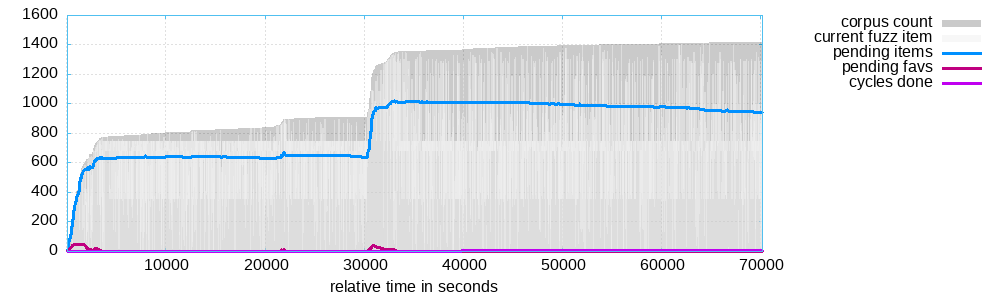 1600
1400
1200
1000
800
600
400
200
0
10000 20000 30000 40000 50000 60000 70000
relative time in seconds
corpus count
current fuzz item
pending items
pending favs
cycles done